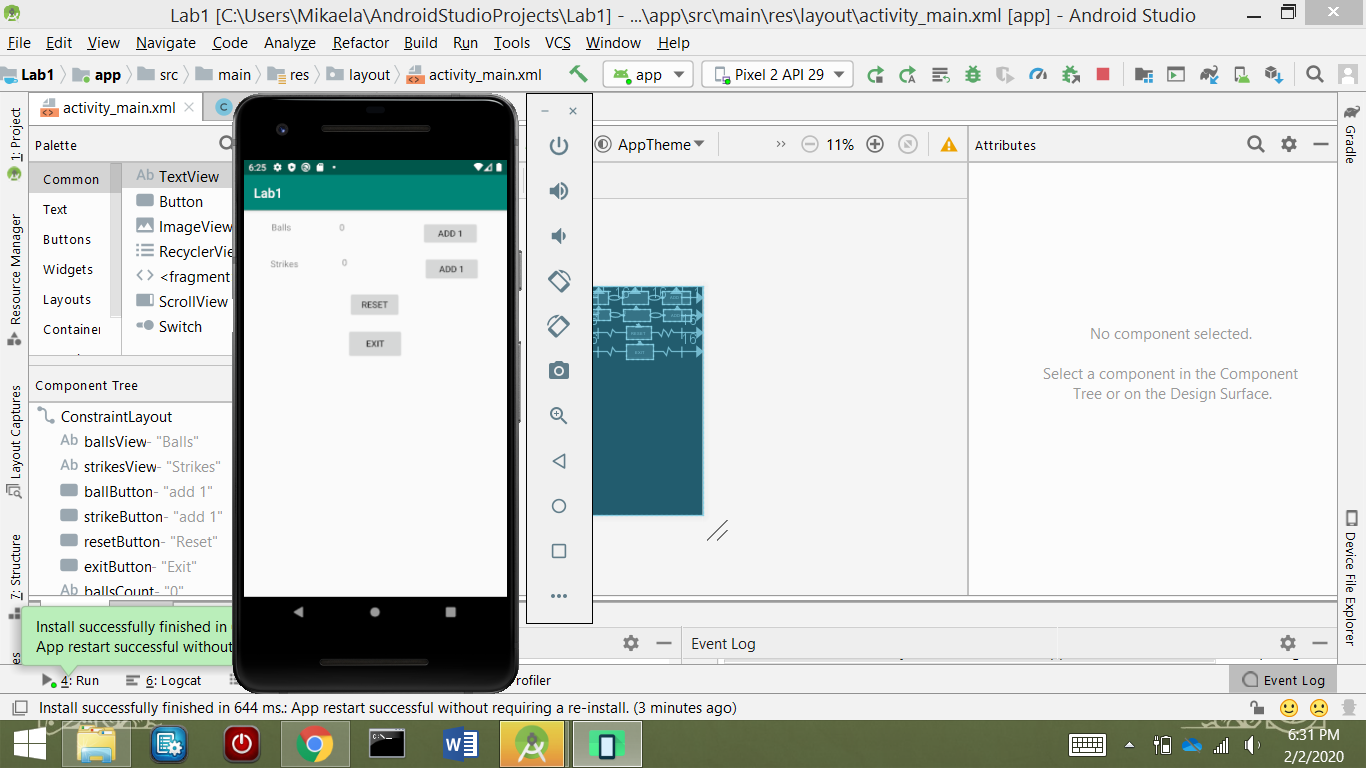 Lab1 [C:\Users\Mikaela\AndroidStudioProjects\Lab1] - ...\app\src\main\res\layout\activity_main.xml [app] - Android Studio
File Edit View Navigate Code Analyze Refactor Build Run Tools VCS Window Help
Lab1 app src main res layout activity_main.xml app Pixel 2 API 29
1: Project
Resource Manager
Layout Captures
7: Structure
activity_main.xml C
Palette
Common
Text
Buttons
Widgets
Layouts
Container
Ab TextView
Button
ImageView
RecyclerVie
<> <fragment
ScrollView
Switch
Component Tree
ConstraintLayout
Ab ballsView- "Balls"
Ab strikesView- "Strikes"
ballButton- "add 1"
strikeButton- "add 1"
resetButton- "Reset"
exitButton- "Exit"
Ab ballsCount- "0"
6:25
Lab1
Balls 0 ADD 1
Strikes 0 ADD 1
RESET
EXIT
AppTheme >> 11%
Attributes
No component selected.
Select a component in the Component
Tree or on the Design Surface.
Gradle
Device File Explorer
Install successfully finished in
App restart successful without
Event Log
4: Run 6: Logcat Profiler Event Log
Install successfully finished in 644 ms.: App restart successful without requiring a re-install. (3 minutes ago)
6:31 PM
2/2/2020